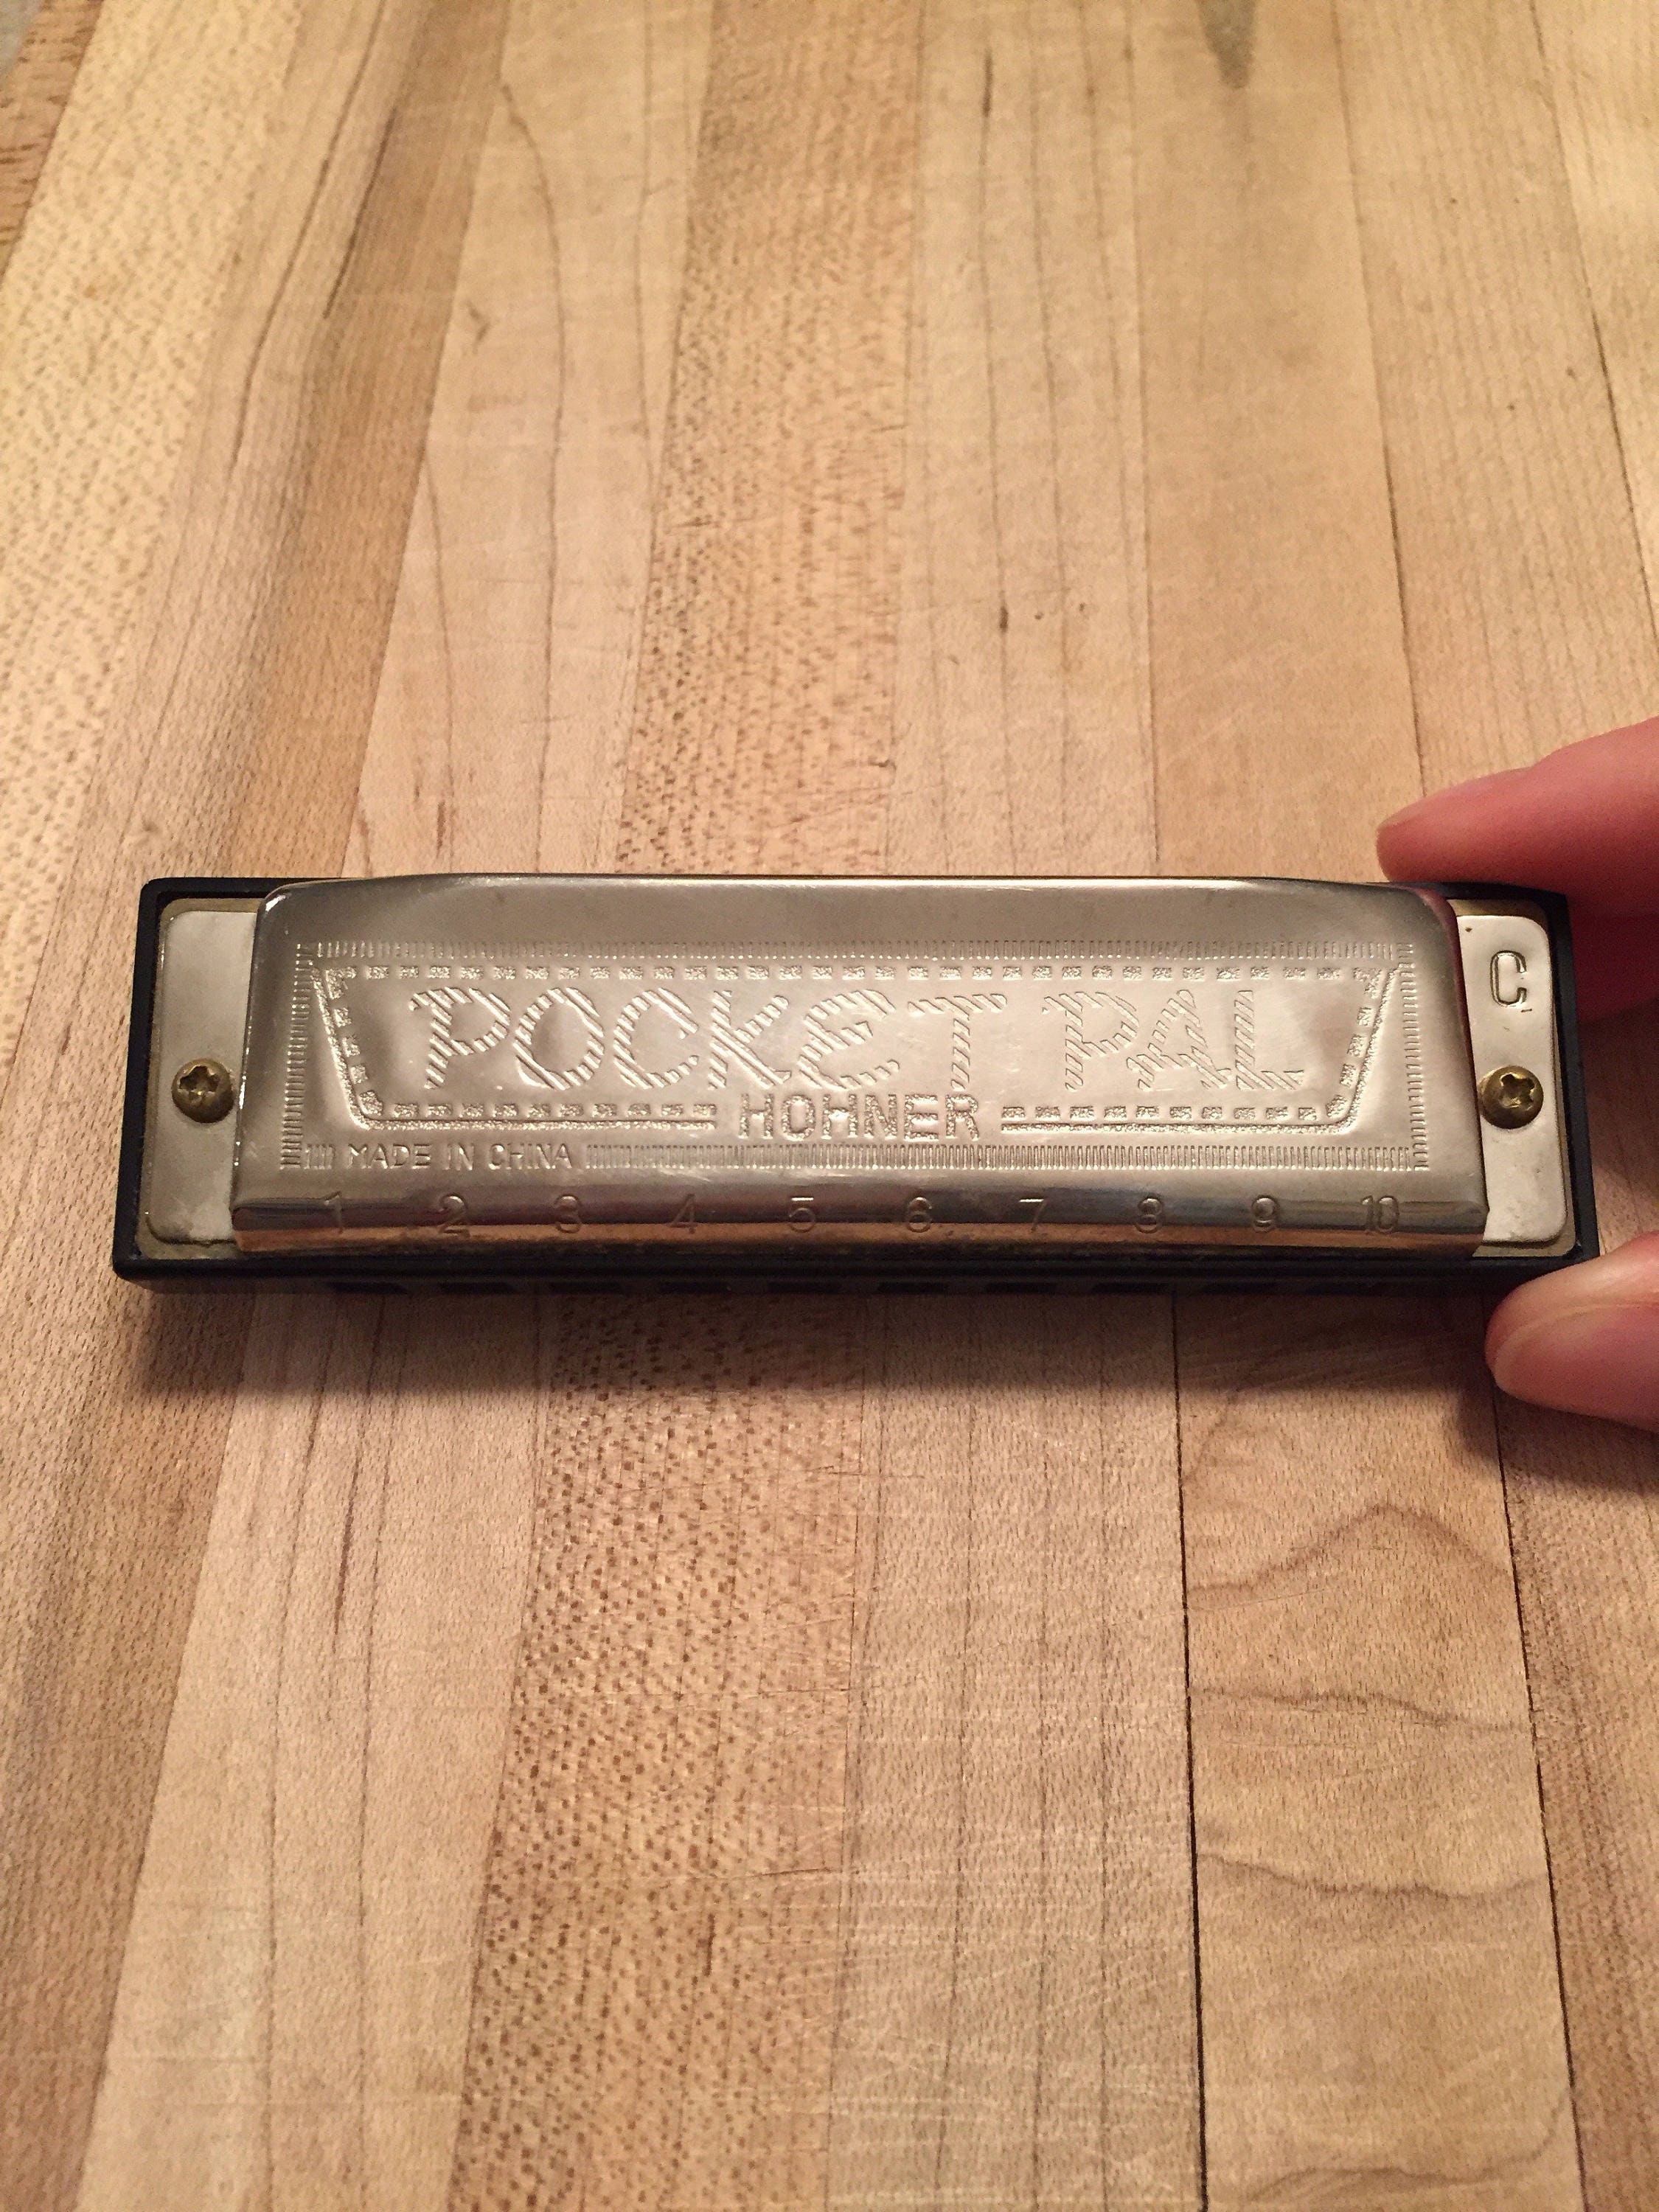 C
POCKET PAL
HOHNER
MADE IN CHINA
1 2 3 4 5 6 7 8 9 10